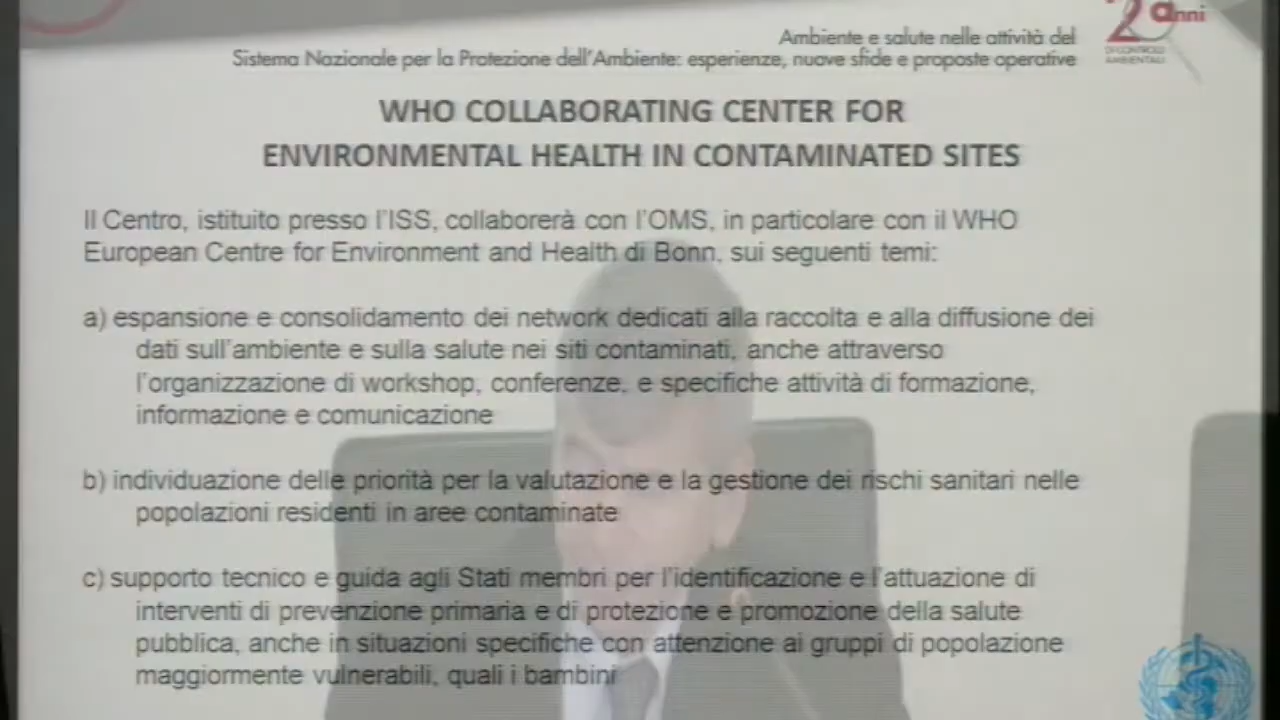 20 anni
DI CONTROLLI
AMBIENTALI
Ambiente e salute nelle attività del
Sistema Nazionale per la Protezione dell'Ambiente: esperienze, nuove sfide e proposte operative
WHO COLLABORATING CENTER FOR
ENVIRONMENTAL HEALTH IN CONTAMINATED SITES
Il Centro, istituito presso l'ISS, collaborerà con l'OMS, in particolare con il WHO
European Centre for Environment and Health di Bonn, sui seguenti temi:
a) espansione e consolidamento dei network dedicati alla raccolta e alla diffusione dei
dati sull'ambiente e sulla salute nei siti contaminati, anche attraverso
l'organizzazione di workshop, conferenze, e specifiche attività di formazione,
informazione e comunicazione
b) individuazione delle priorità per la valutazione e la gestione dei rischi sanitari nelle
popolazioni residenti in aree contaminate
c) supporto tecnico e guida agli Stati membri per l'identificazione e l'attuazione di
interventi di prevenzione primaria e di protezione e promozione della salute
pubblica, anche in situazioni specifiche con attenzione ai gruppi di popolazione
maggiormente vulnerabili, quali i bambini